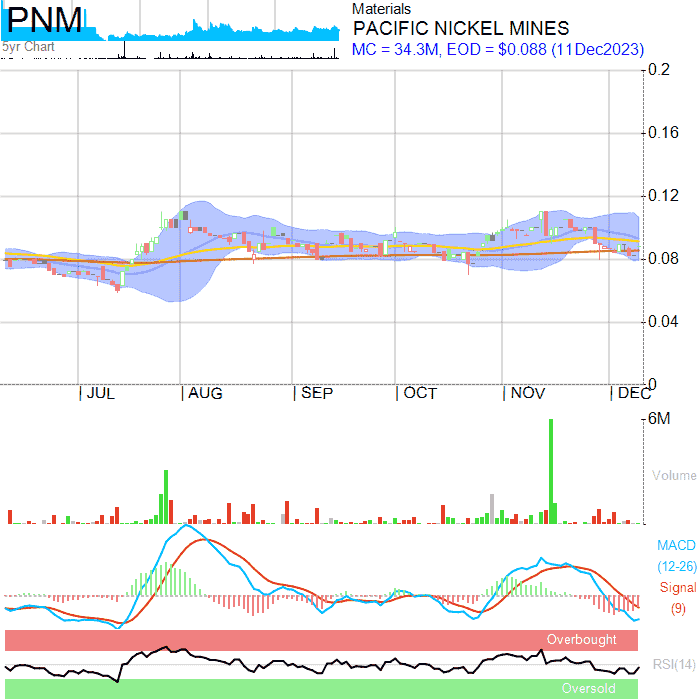 PNM
5yr Chart
Materials
PACIFIC NICKEL MINES
MC = 34.3M, EOD = $0.088 (11Dec2023)
0.2
0.16
0.12
0.08
0.04
0
JUL AUG SEP OCT NOV DEC
6M
Volume
MACD
(12-26)
Signal
(9)
Overbought
RSI(14)
Oversold